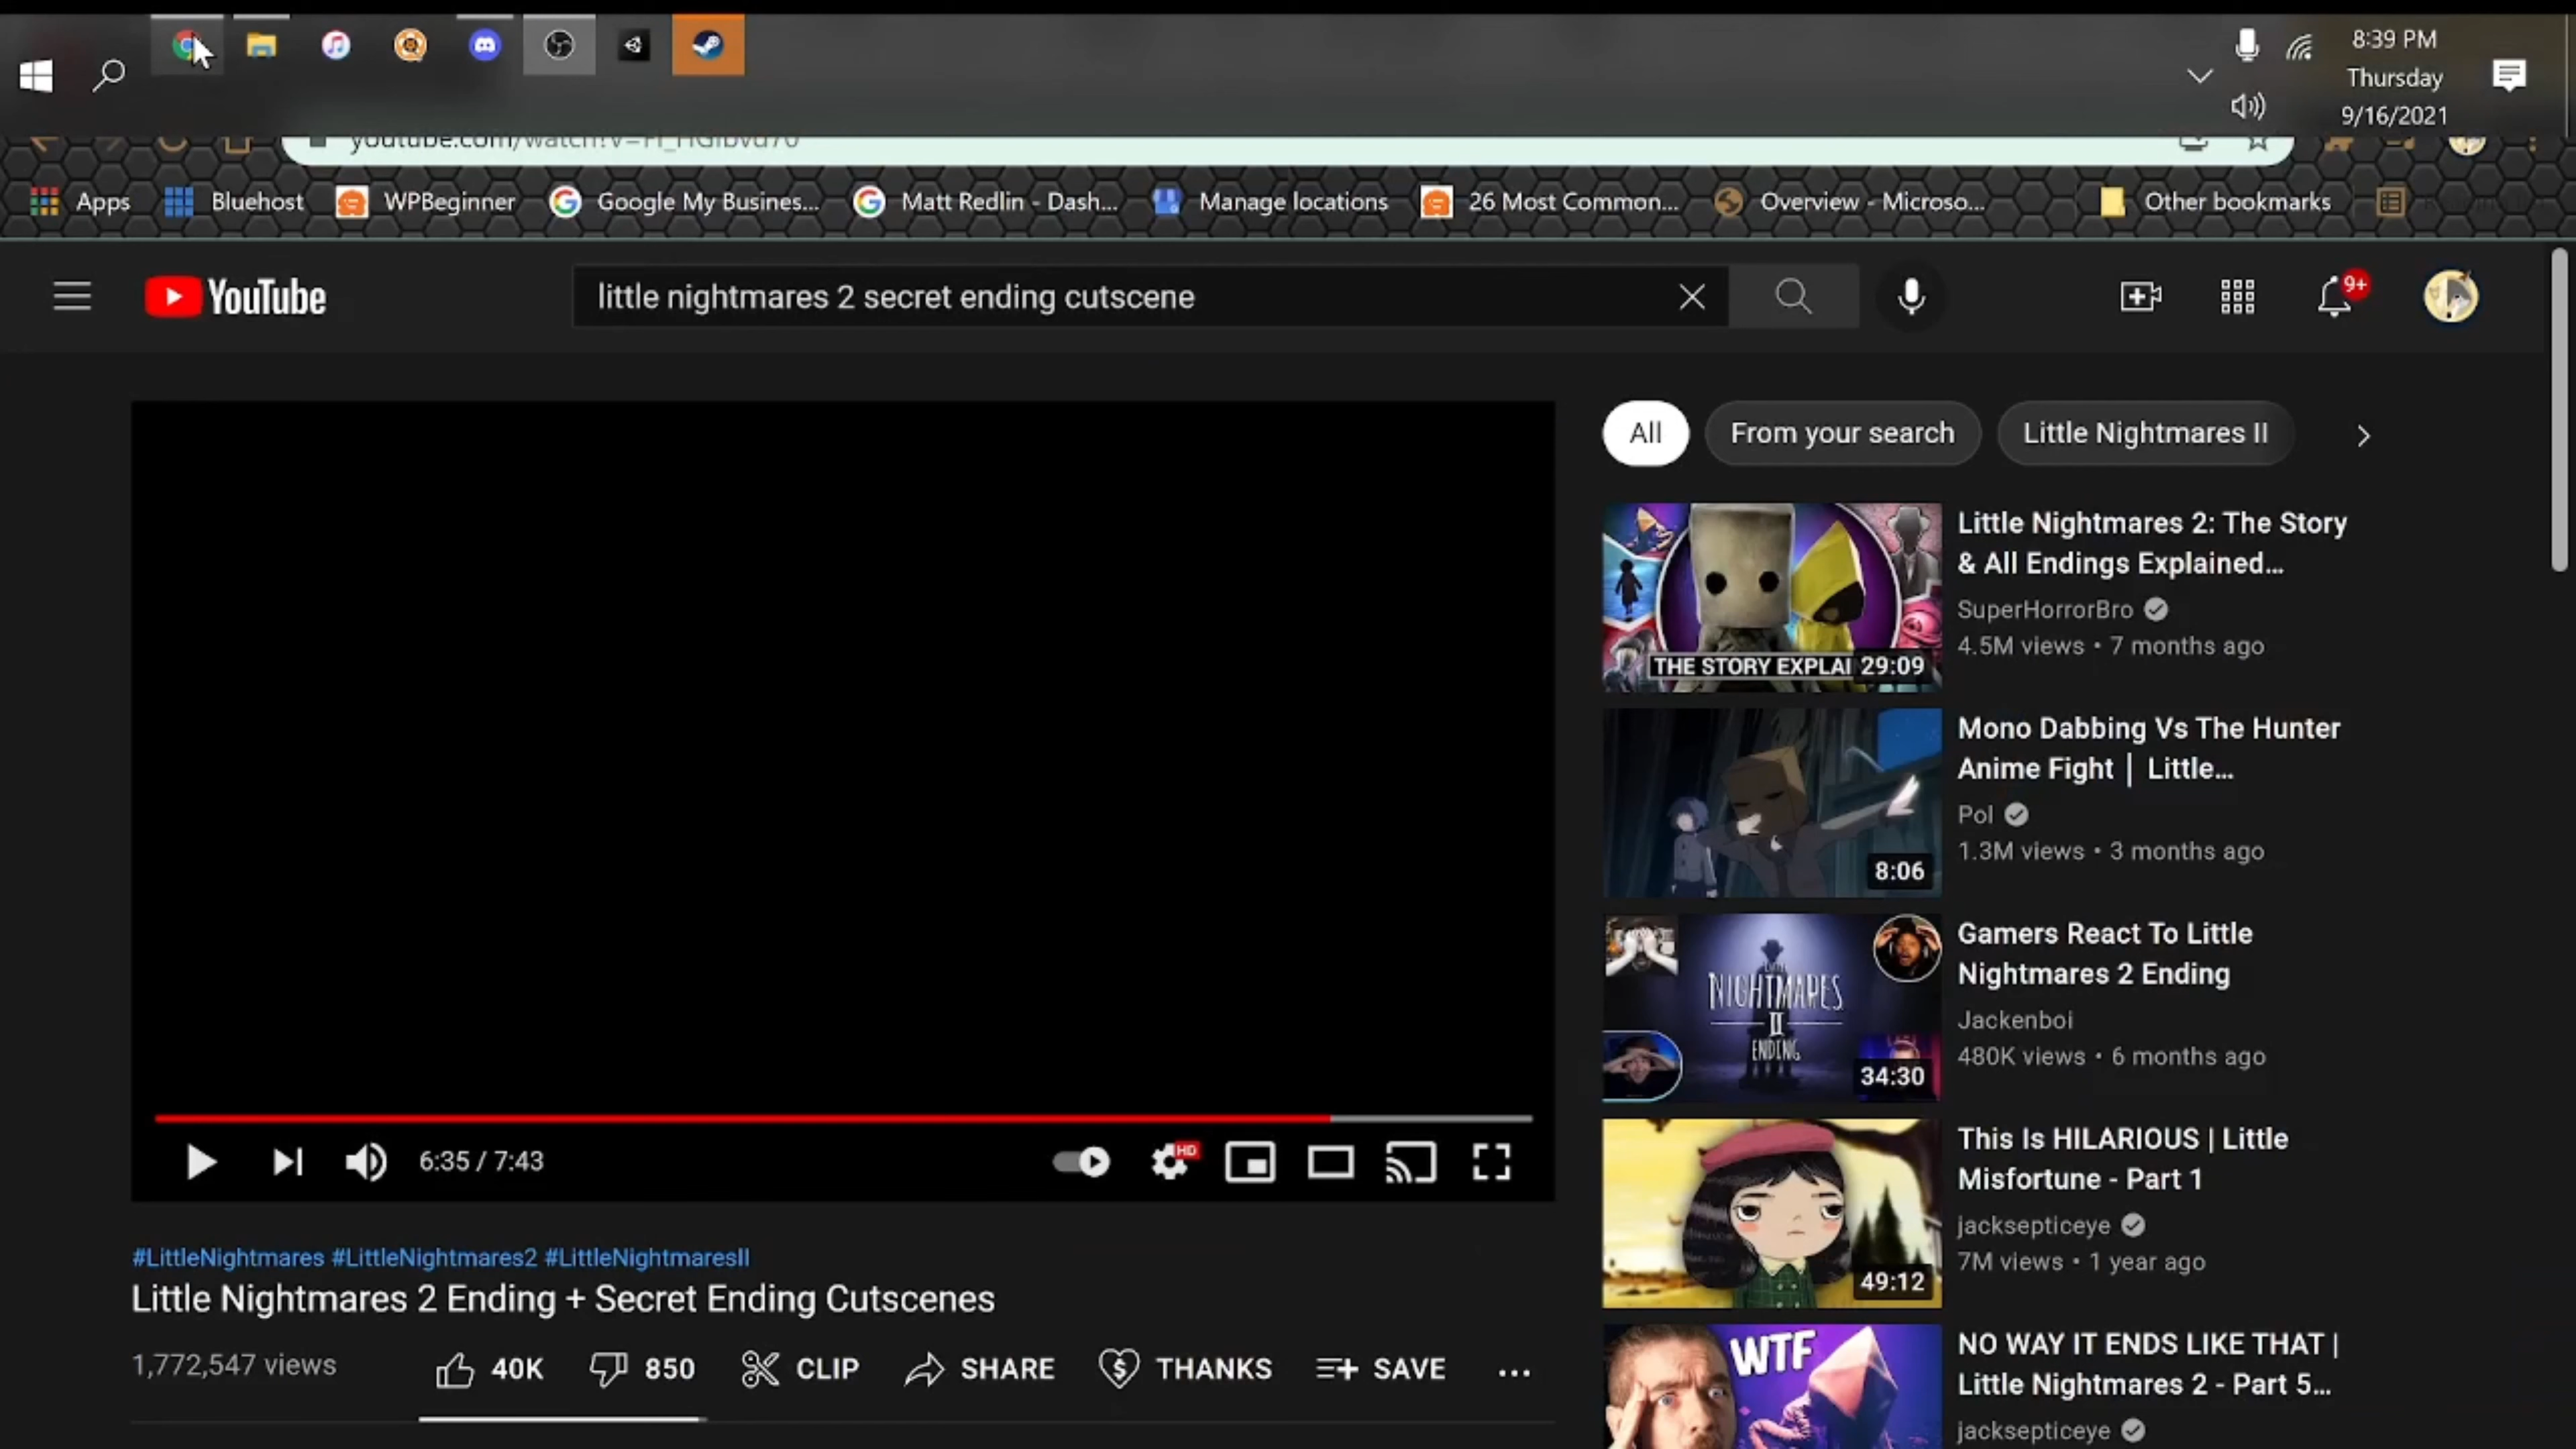 8:39 PM
Thursday
9/16/2021
Apps
Bluehost
WPBeginner
Google My Busines...
Matt Redlin - Dash...
Manage locations
26 Most Common...
Overview - Microso...
Other bookmarks
YouTube
little nightmares 2 secret ending cutscene
9+
All
From your search
Little Nightmares II
THE STORY EXPLAI
29:09
Little Nightmares 2: The Story
& All Endings Explained...
SuperHorrorBro
4.5M views • 7 months ago
8:06
Mono Dabbing Vs The Hunter
Anime Fight | Little...
Pol
1.3M views • 3 months ago
NIGHTMARES
II
ENDING
34:30
Gamers React To Little
Nightmares 2 Ending
Jackenboi
480K views • 6 months ago
49:12
This Is HILARIOUS | Little
Misfortune - Part 1
jacksepticeye
7M views • 1 year ago
WTF
NO WAY IT ENDS LIKE THAT |
Little Nightmares 2 - Part 5...
jacksepticeye
6:35 / 7:43
HD
#LittleNightmares #LittleNightmares2 #LittleNightmaresII
Little Nightmares 2 Ending + Secret Ending Cutscenes
1,772,547 views
40K
850
CLIP
SHARE
THANKS
SAVE